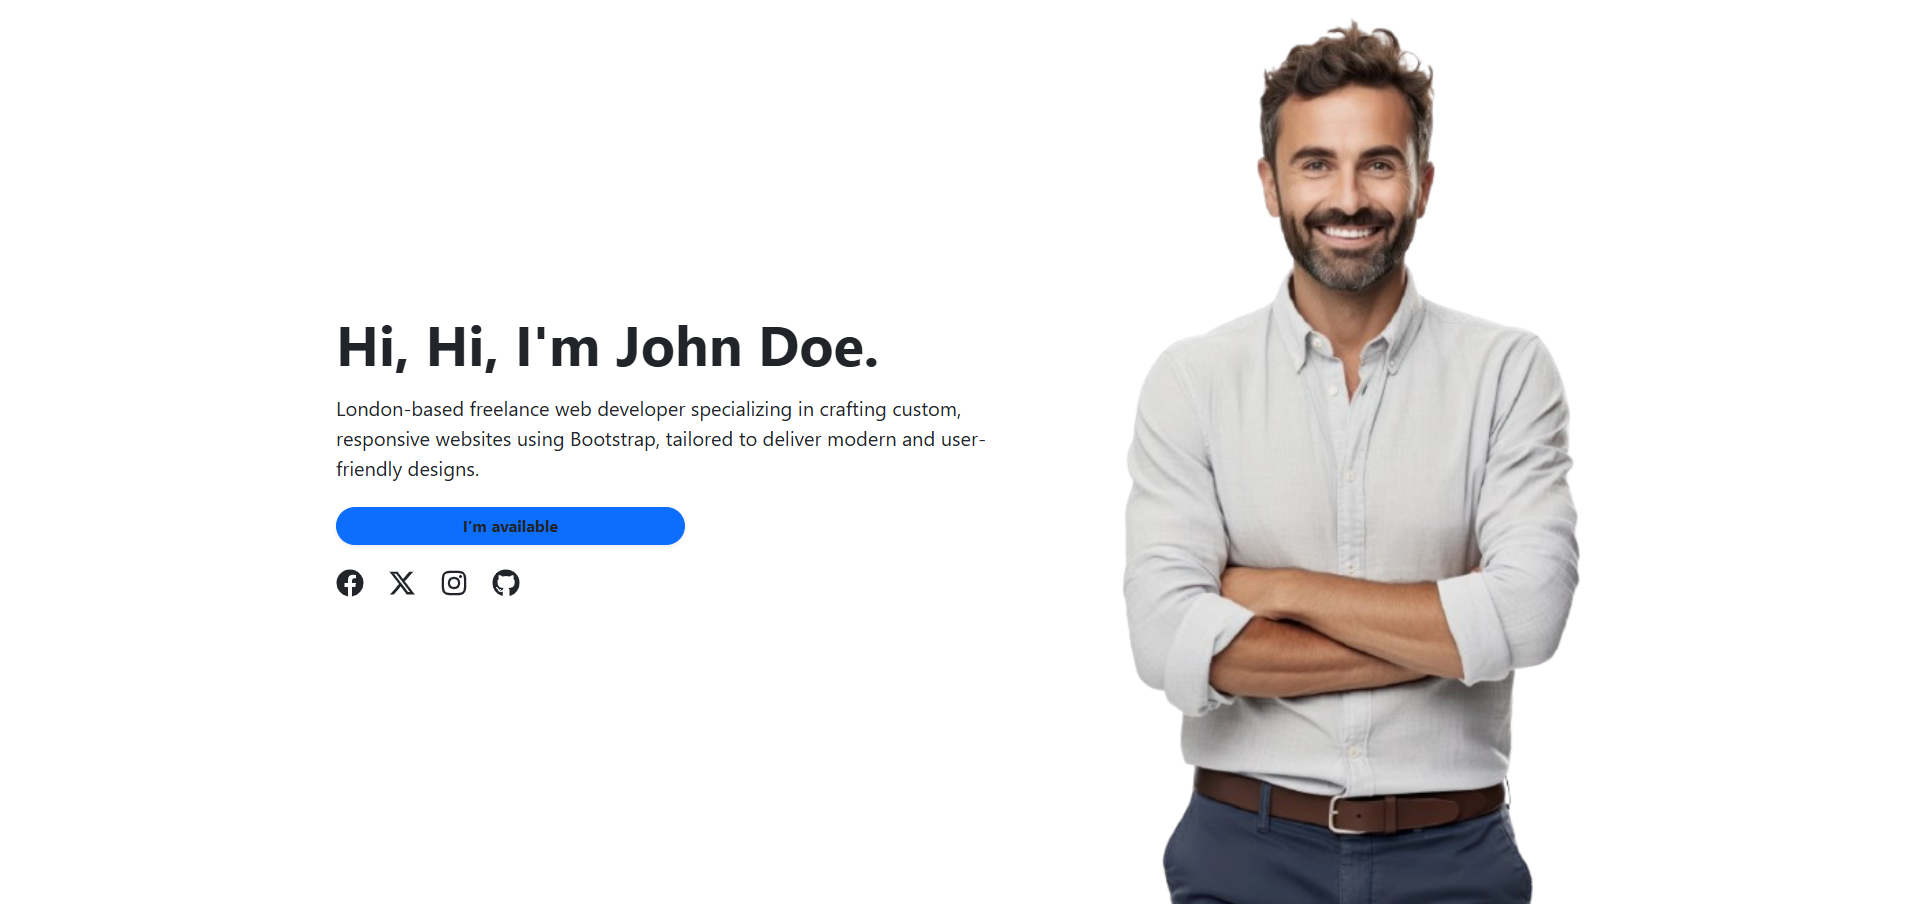 Hi, Hi, I'm John Doe.
London-based freelance web developer specializing in crafting custom,
responsive websites using Bootstrap, tailored to deliver modern and user-
friendly designs.
I'm available